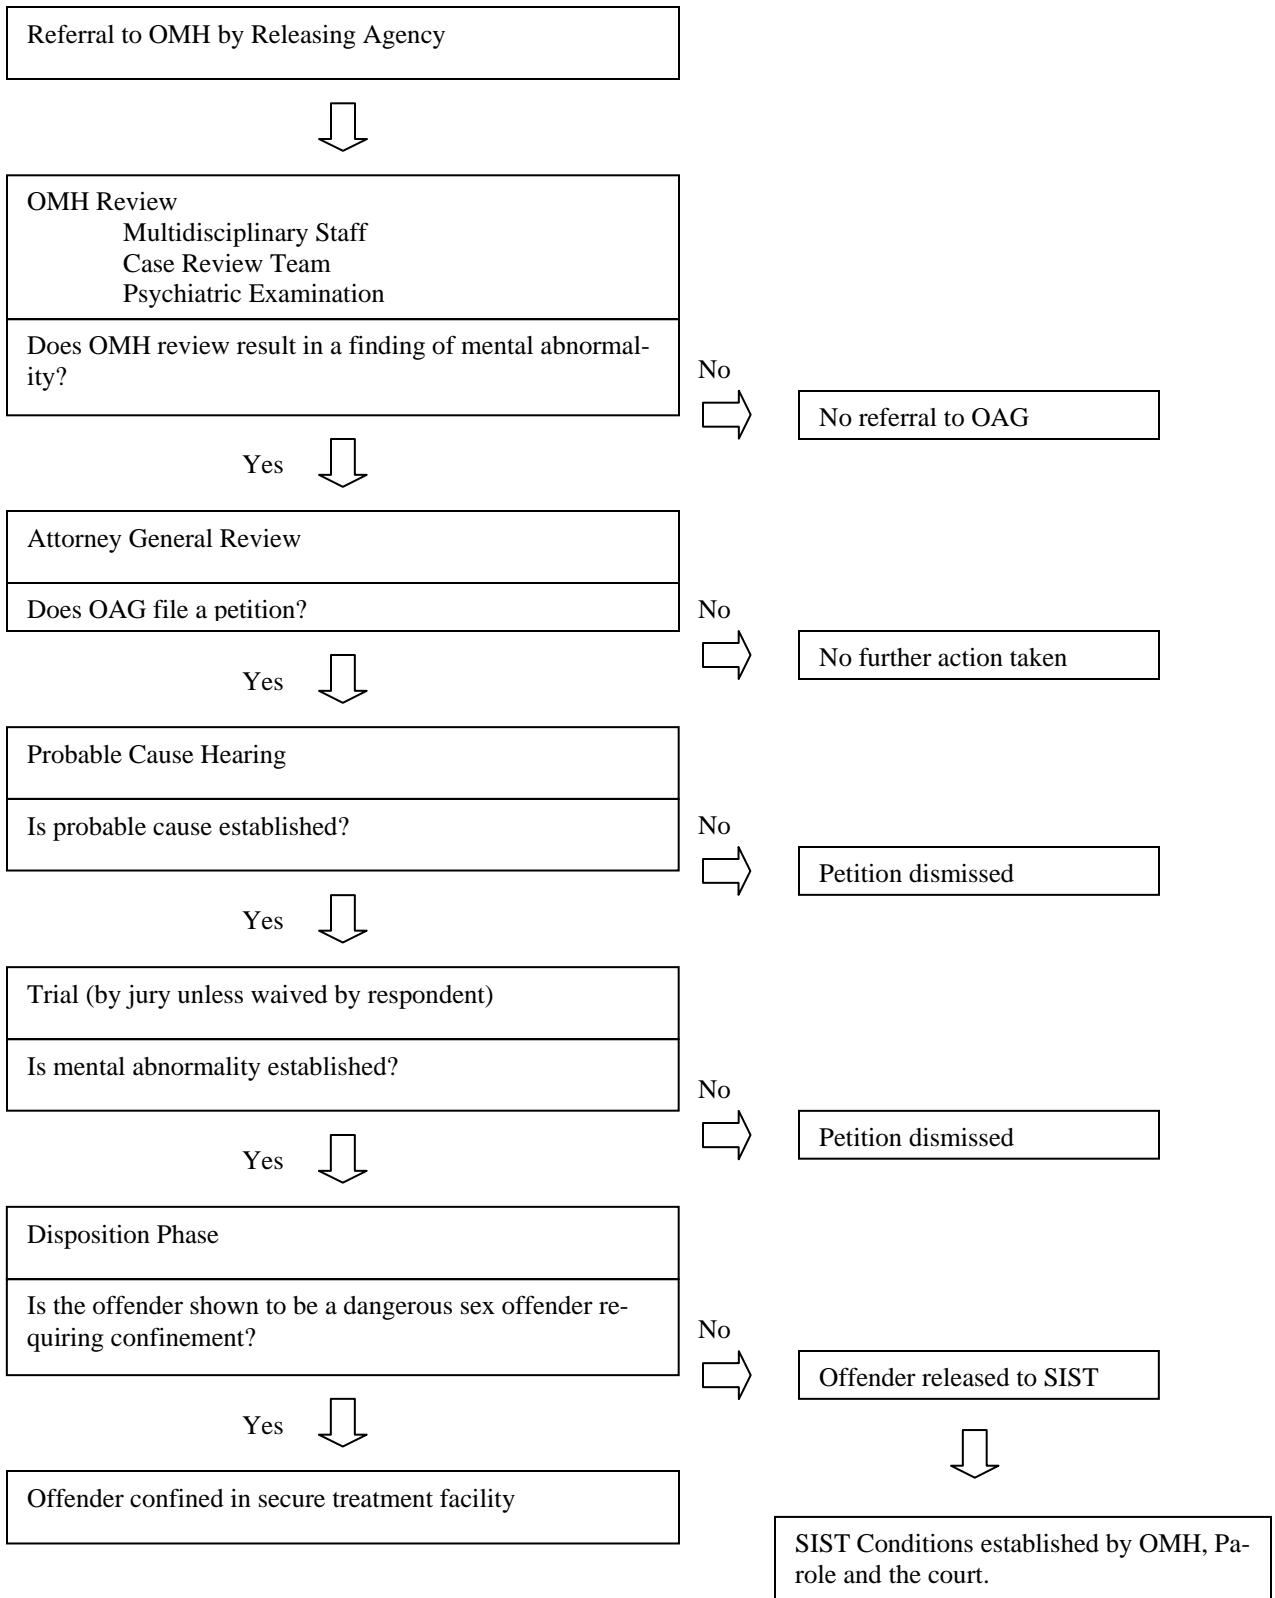 Referral to OMH by Releasing Agency
OMH Review
Multidisciplinary Staff
Case Review Team
Psychiatric Examination
Does OMH review result in a finding of mental abnormal-
ity?
No
No referral to OAG
Yes
Attorney General Review
Does OAG file a petition?
No
No further action taken
Yes
Probable Cause Hearing
Is probable cause established?
No
Petition dismissed
Yes
Trial (by jury unless waived by respondent)
Is mental abnormality established?
No
Petition dismissed
Yes
Disposition Phase
Is the offender shown to be a dangerous sex offender re-
quiring confinement?
No
Offender released to SIST
Yes
Offender confined in secure treatment facility
SIST Conditions established by OMH, Pa-
role and the court.